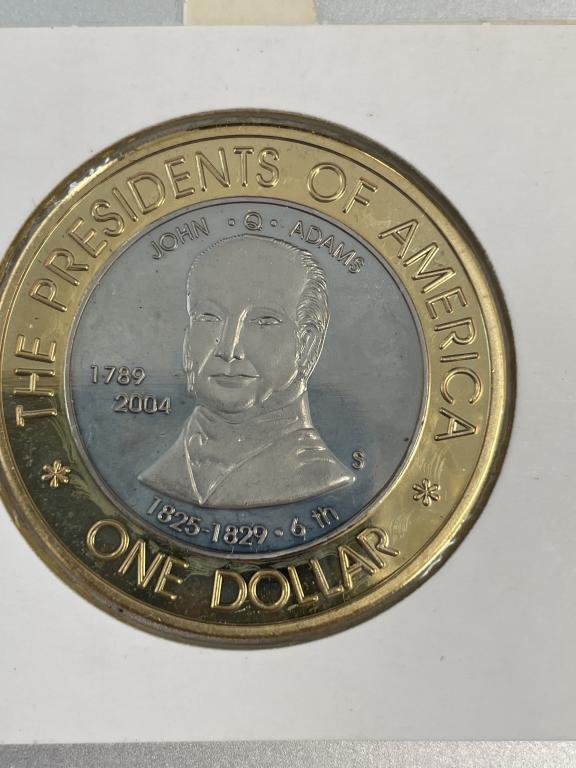 THE PRESIDENTS OF AMERICA
JOHN · Q · ADAMS
1789
2004
S
1825-1829 · 6 th
* ONE DOLLAR *